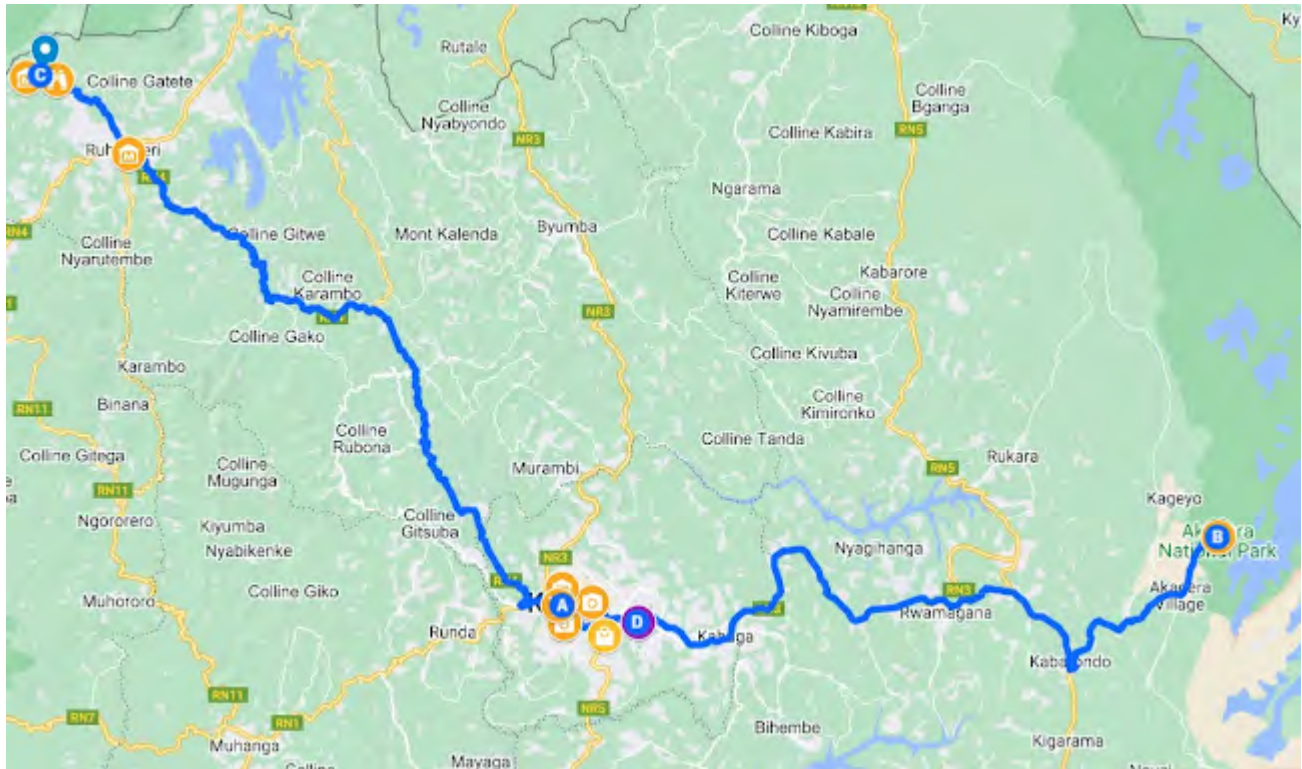 Colline Kiboga
Ky
Rutale
C
Colline Gatete
Colline
Bganga
Colline
Nyabyondo
RN5
Colline Kabira
NR3
Ngarama
RN4
Colline Gitwe
Mont Kalenda
Byumba
Colline Kabale
Colline
Nyarutembe
Kabarore
Colline
Karambo
Colline
Kiterwe
Colline
Nyamirembe
NR3
Colline Gako
Colline Kivuba
Karambo
Colline
Kimironko
Binana
RN11
Colline
Rubona
Colline Tanda
Colline Gitega
Rukara
Colline
Mugunga
Murambi
RN5
RN11
Kageyo
Ngororero
Kiyumba
Colline
Gitsuba
B
National Park
Nyabikenke
Nyagihanga
NR3
Colline Giko
RN3
Muhororo
A
Village
Rwamagana
Runda
D
RN11
NR5
RN7
RN1
Bihembe
Muhanga
Kigarama
Mayaga